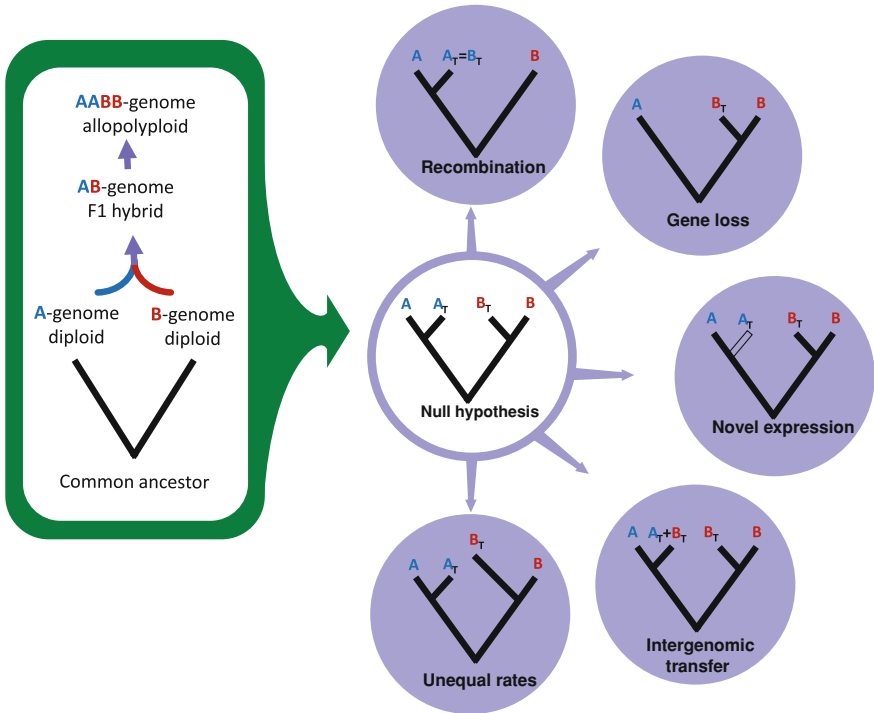 AABB-genome
allopolyploid
AB-genome
F1 hybrid
A-genome
diploid
B-genome
diploid
Common ancestor
A AT=BT B
Recombination
A BT B
Gene loss
A AT BT B
Null hypothesis
A AT BT B
Novel expression
A AT+BT BT B
Intergenomic
transfer
A AT BT B
Unequal rates